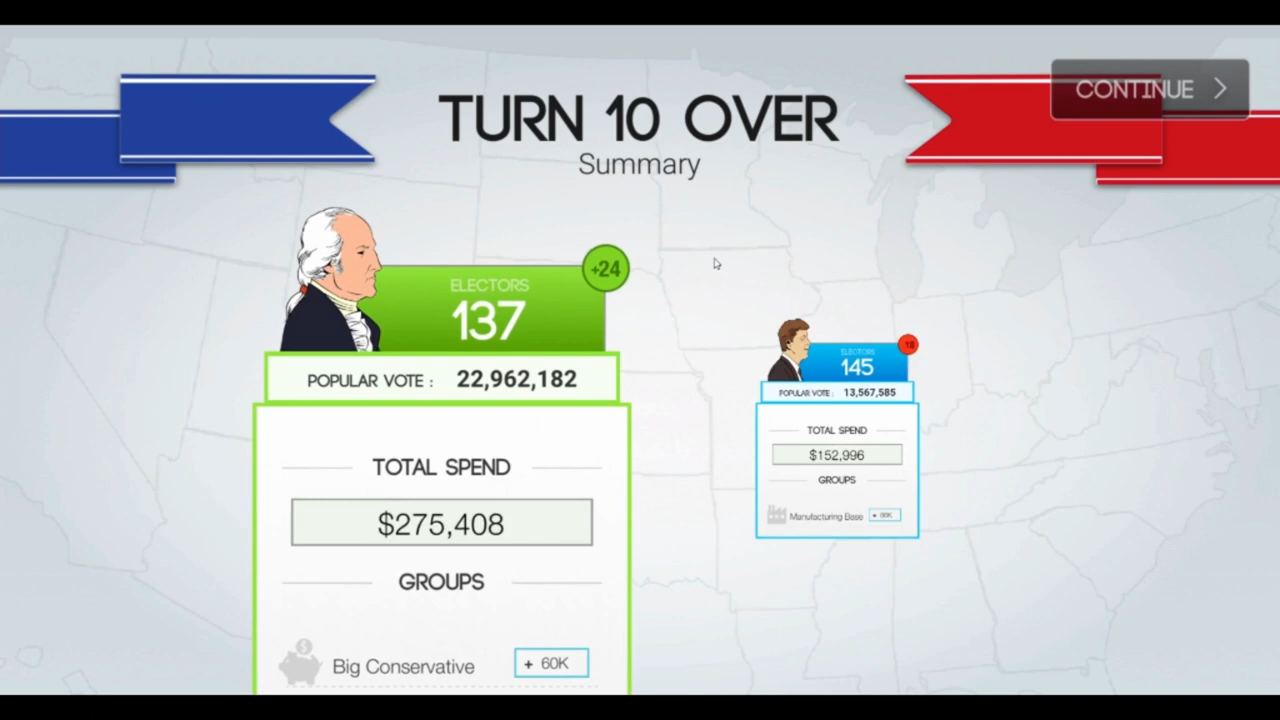 CONTINUE
TURN 10 OVER
Summary
+24
ELECTORS
137
POPULAR VOTE : 22,962,182
TOTAL SPEND
$275,408
GROUPS
$
Big Conservative + 60K
ELECTORS
145
POPULAR VOTE : 13,567,585
TOTAL SPEND
$152,996
GROUPS
Manufacturing Base